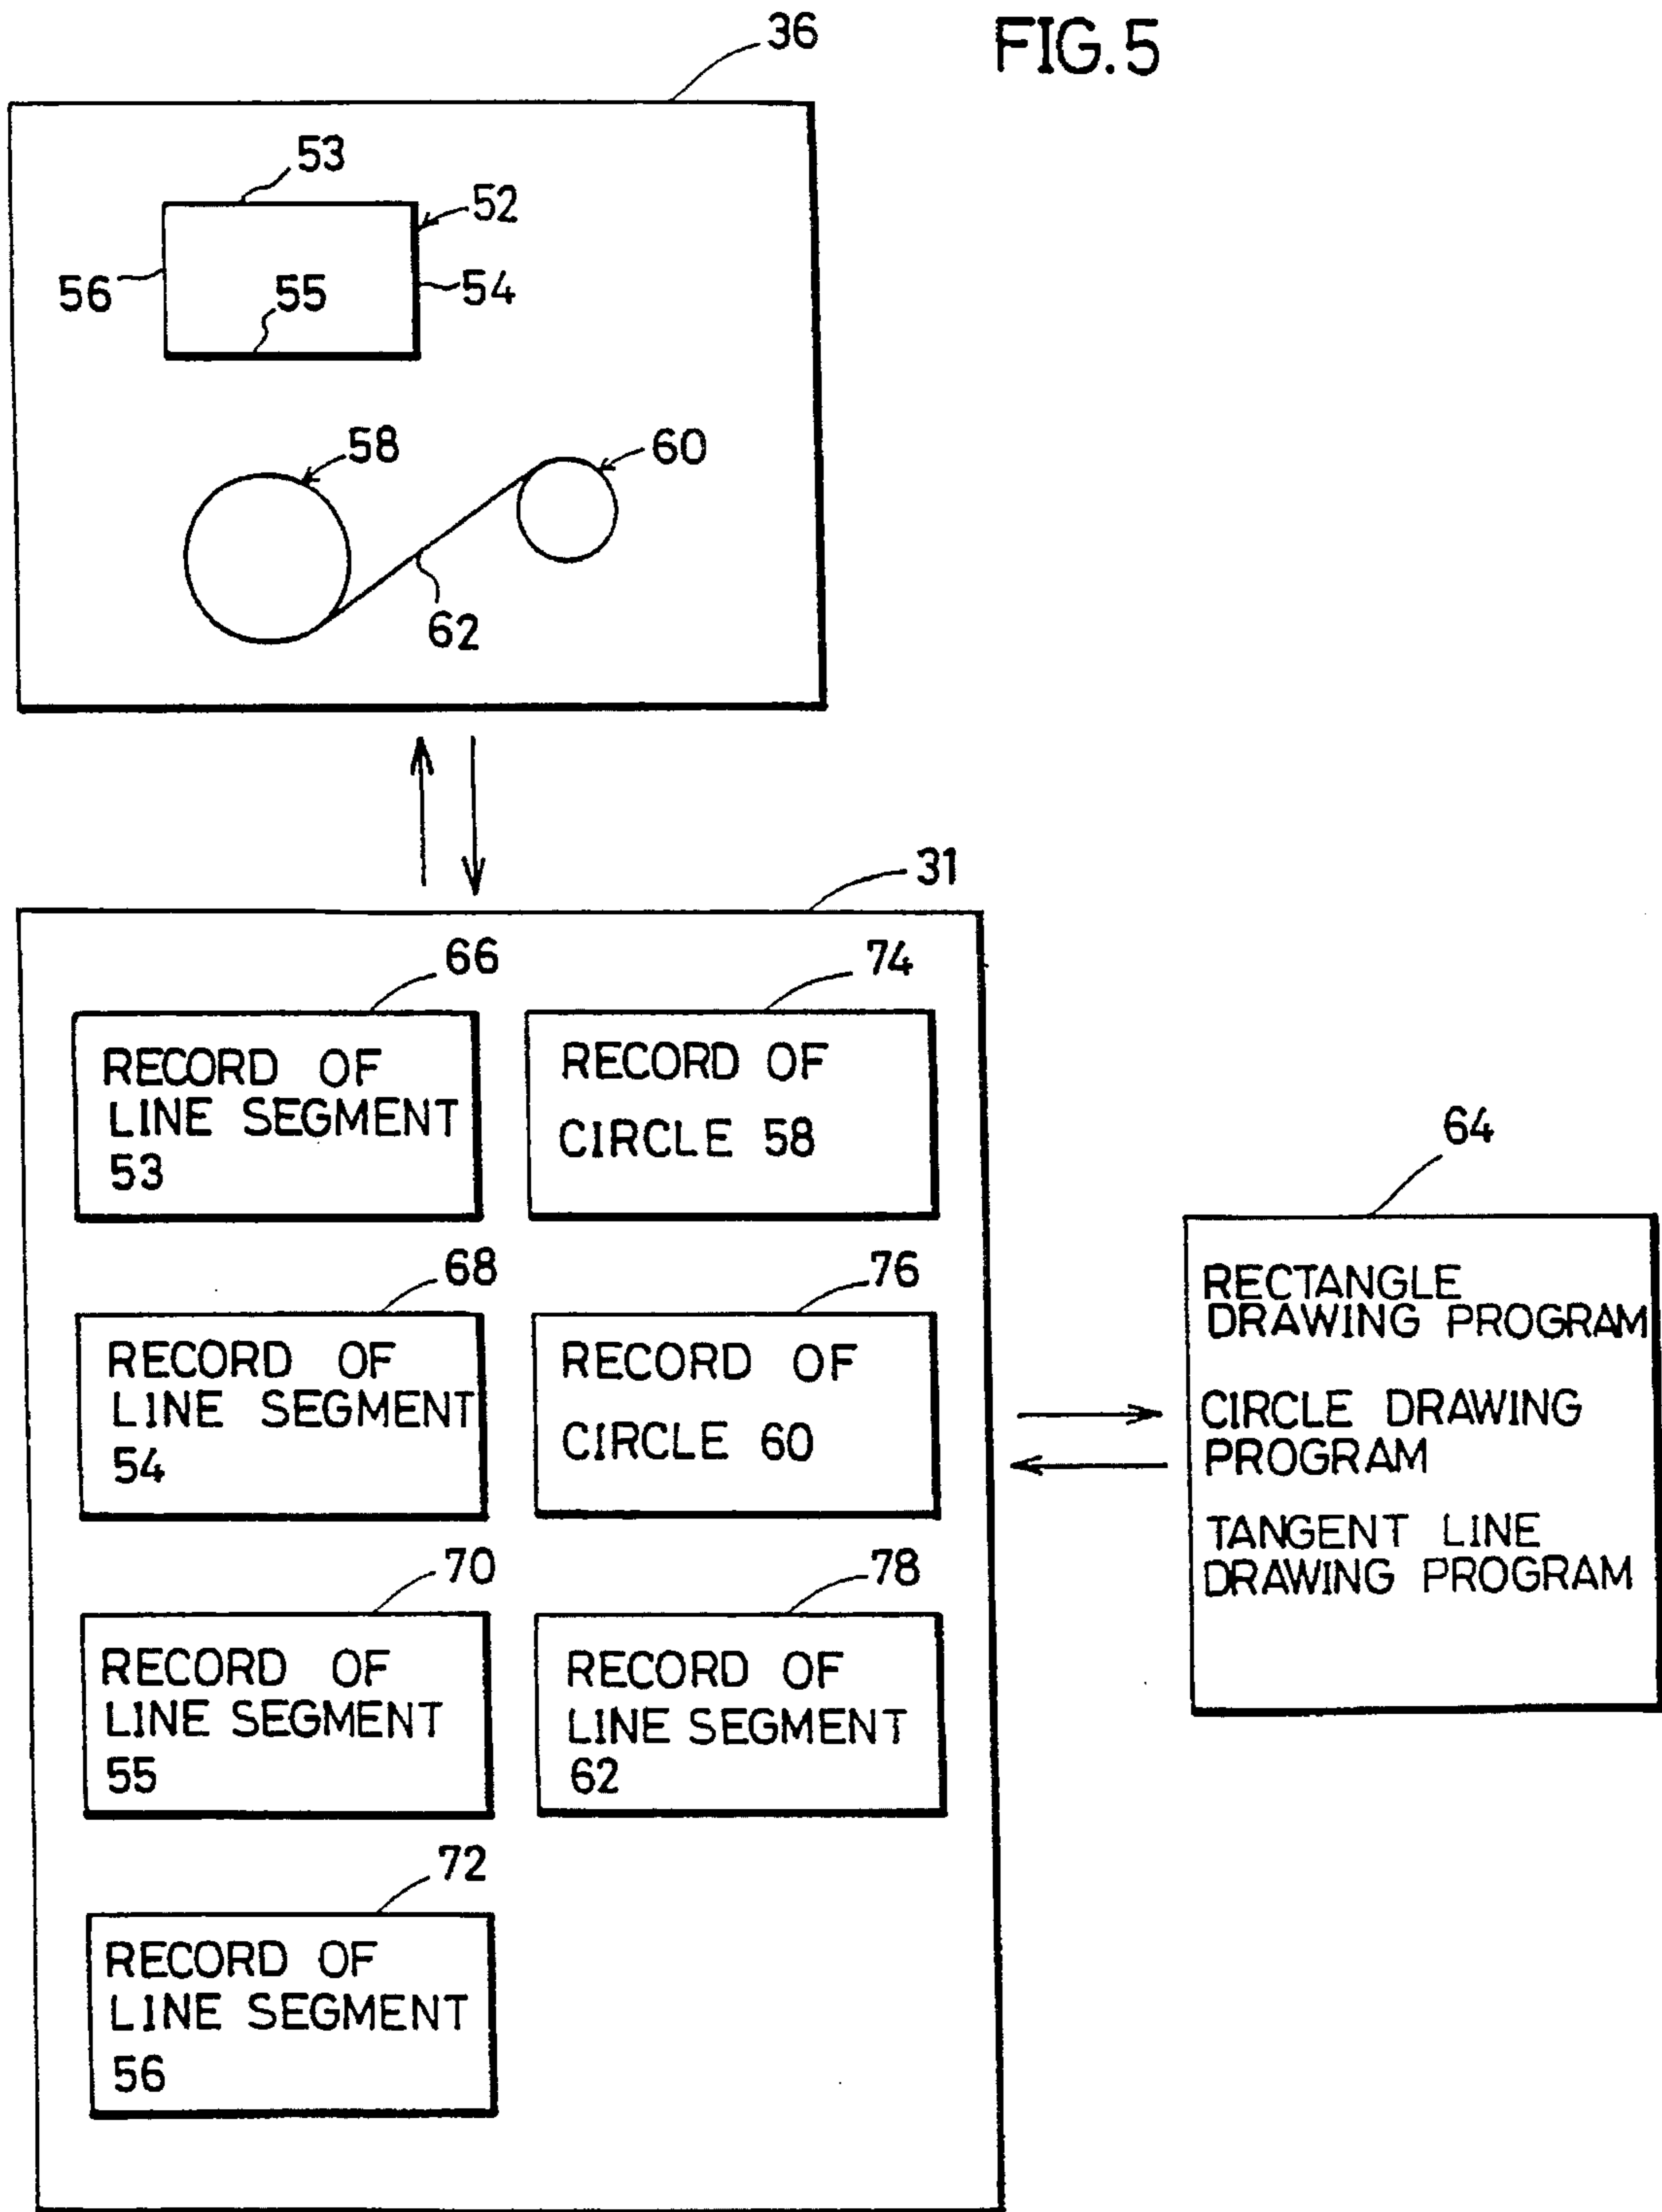 FIG. 5
36
53
52
56
55
54
58
60
62
31
66
74
RECORD OF
LINE SEGMENT
53
RECORD OF
CIRCLE 58
68
76
RECORD OF
LINE SEGMENT
54
RECORD OF
CIRCLE 60
70
78
RECORD OF
LINE SEGMENT
55
RECORD OF
LINE SEGMENT
62
72
RECORD OF
LINE SEGMENT
56
64
RECTANGLE
DRAWING PROGRAM
CIRCLE DRAWING
PROGRAM
TANGENT LINE
DRAWING PROGRAM